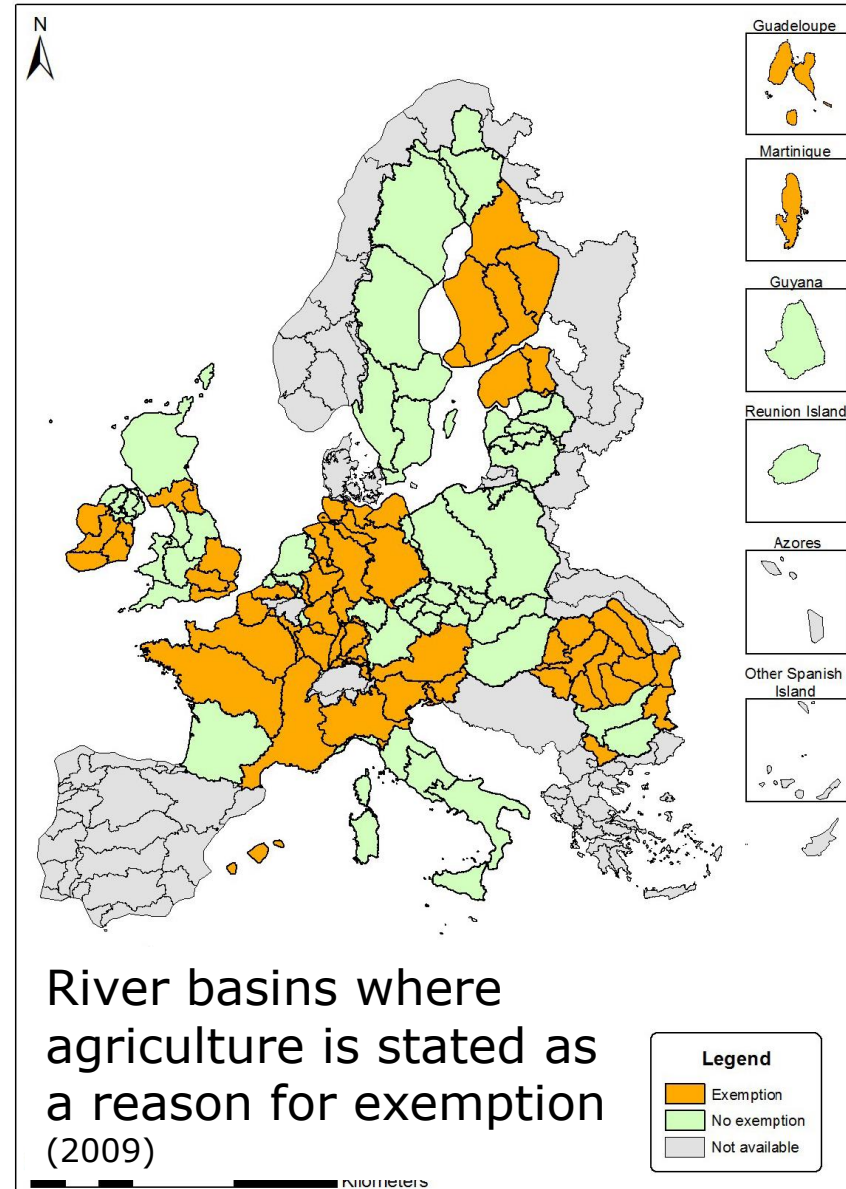 N
Guadeloupe
Martinique
Guyana
Reunion Island
Azores
Other Spanish
Island
River basins where
agriculture is stated as
a reason for exemption
(2009)
Legend
Exemption
No exemption
Not available
Kilometers